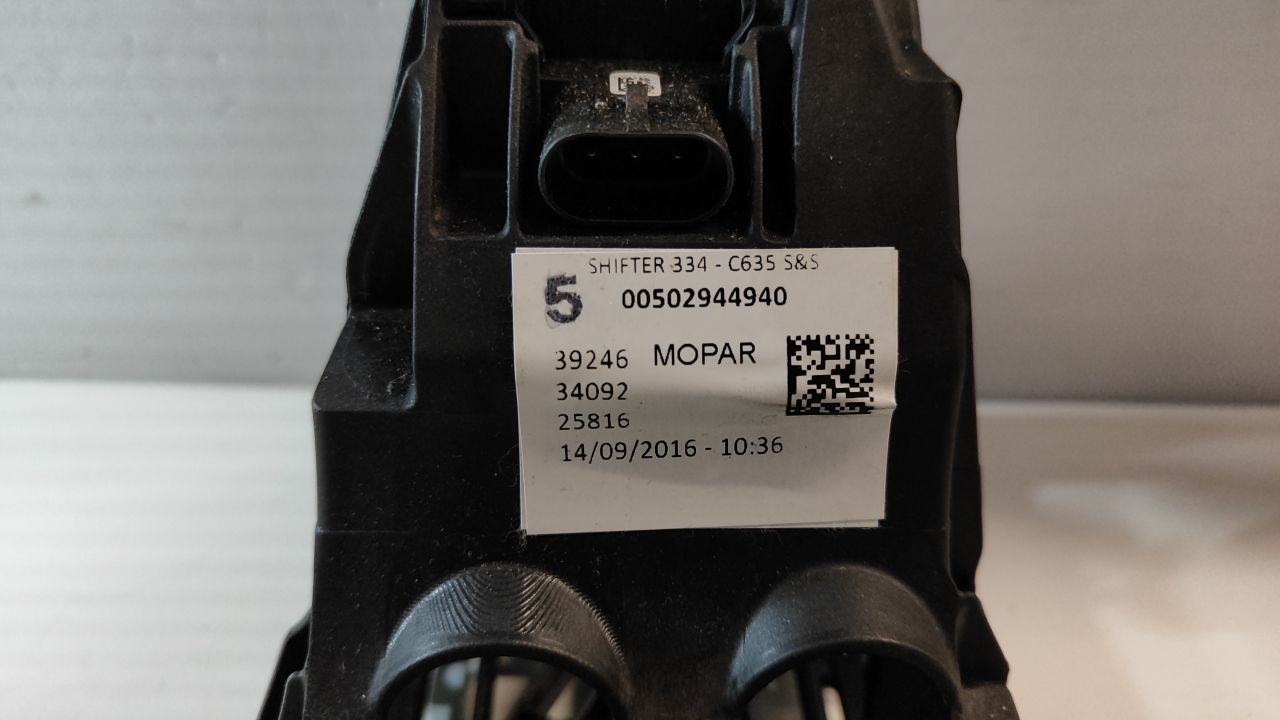 SHIFTER 334 - C635 S&S
5 00502944940
39246 MOPAR
34092
25816
14/09/2016 - 10:36